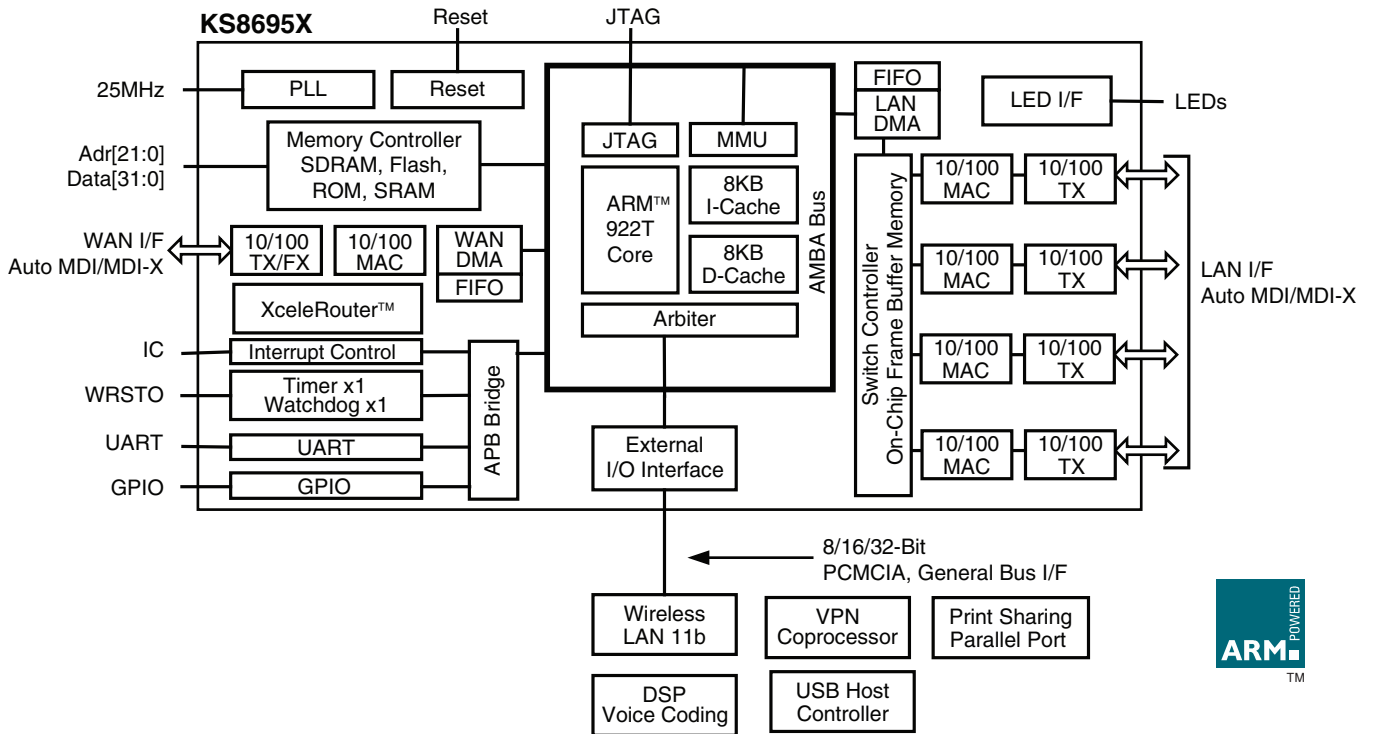 KS8695X
Reset
JTAG
25MHz
PLL
Reset
FIFO
LAN
DMA
LED I/F
LEDs
Adr[21:0]
Data[31:0]
Memory Controller
SDRAM, Flash,
ROM, SRAM
JTAG
MMU
ARM™
922T
Core
8KB
I-Cache
8KB
D-Cache
Arbiter
AMBA Bus
WAN I/F
Auto MDI/MDI-X
10/100
TX/FX
10/100
MAC
WAN
DMA
FIFO
XceleRouter™
IC
Interrupt Control
WRSTO
Timer x1
Watchdog x1
UART
UART
GPIO
GPIO
APB Bridge
External
I/O Interface
Switch Controller
On-Chip Frame Buffer Memory
10/100
MAC
10/100
TX
10/100
MAC
10/100
TX
10/100
MAC
10/100
TX
10/100
MAC
10/100
TX
LAN I/F
Auto MDI/MDI-X
8/16/32-Bit
PCMCIA, General Bus I/F
Wireless
LAN 11b
VPN
Coprocessor
Print Sharing
Parallel Port
DSP
Voice Coding
USB Host
Controller
ARM
POWERED
TM